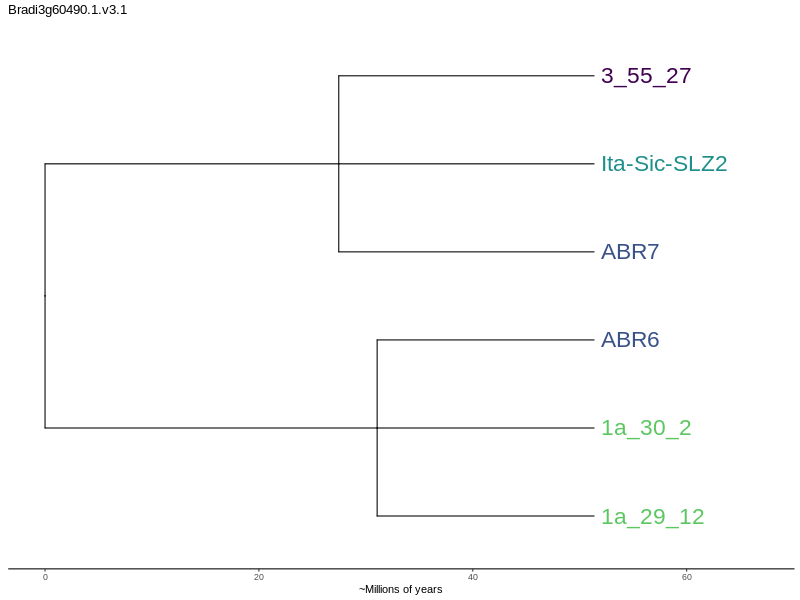 Bradi3g60490.1.v3.1
3_55_27
Ita-Sic-SLZ2
ABR7
ABR6
1a_30_2
1a_29_12
0 20 40 60
~Millions of years